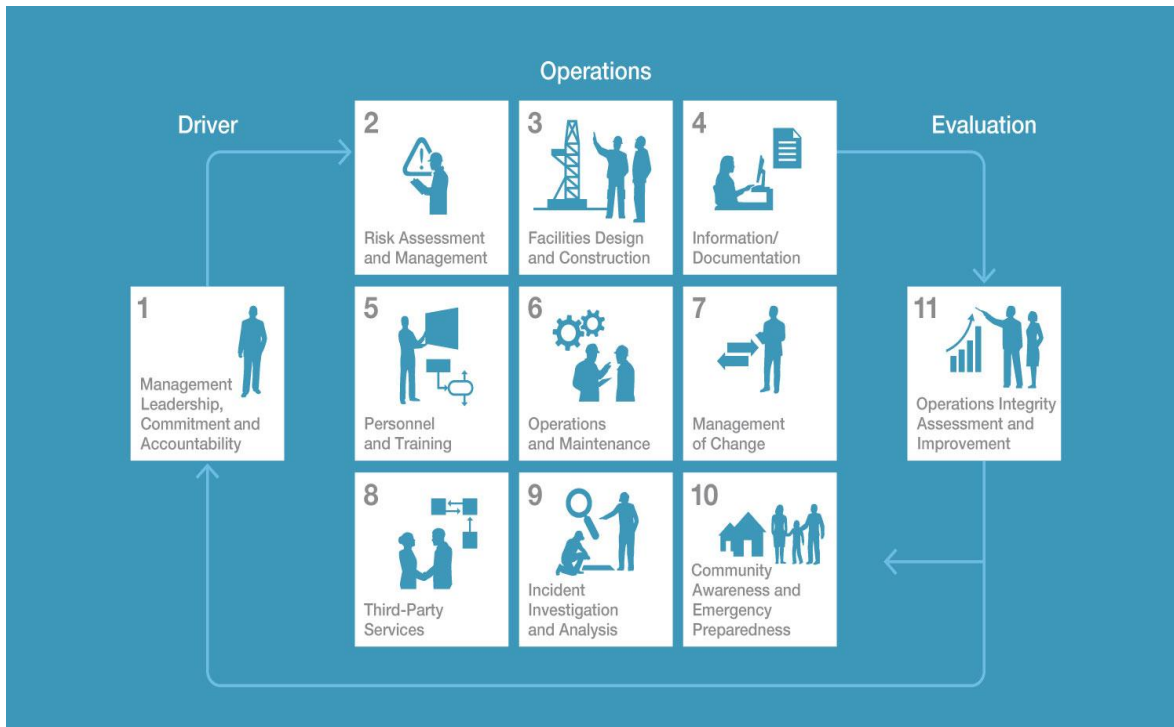 Operations
Driver
Evaluation
1
Management
Leadership,
Commitment and
Accountability
2
Risk Assessment
and Management
3
Facilities Design
and Construction
4
Information/
Documentation
5
Personnel
and Training
6
Operations
and Maintenance
7
Management
of Change
8
Third-Party
Services
9
Incident
Investigation
and Analysis
10
Community
Awareness and
Emergency
Preparedness
11
Operations Integrity
Assessment and
Improvement